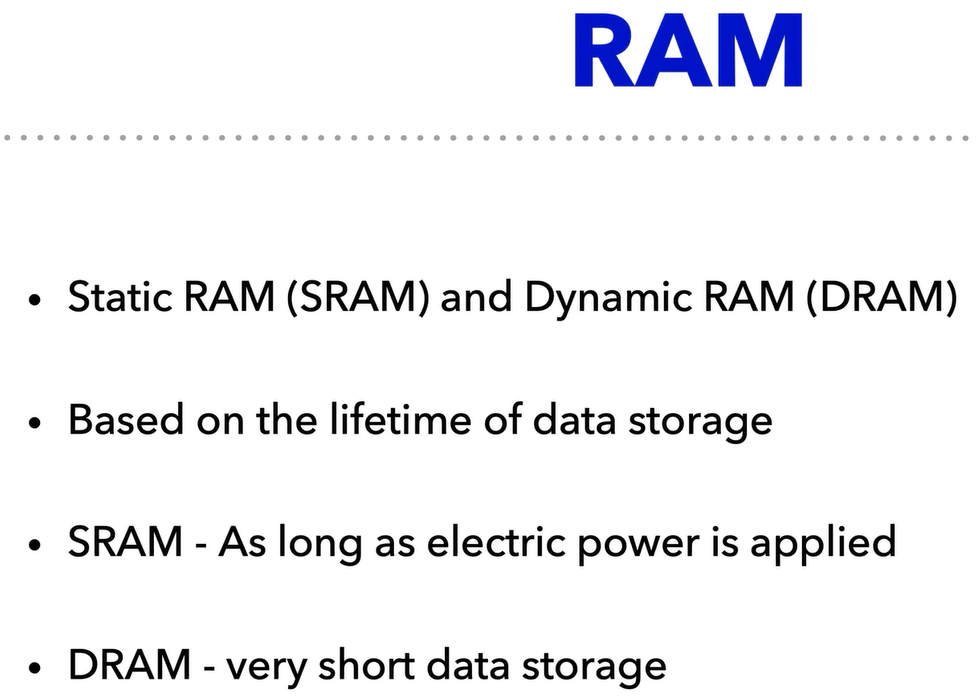 RAM
• Static RAM (SRAM) and Dynamic RAM (DRAM)
• Based on the lifetime of data storage
• SRAM - As long as electric power is applied
• DRAM - very short data storage